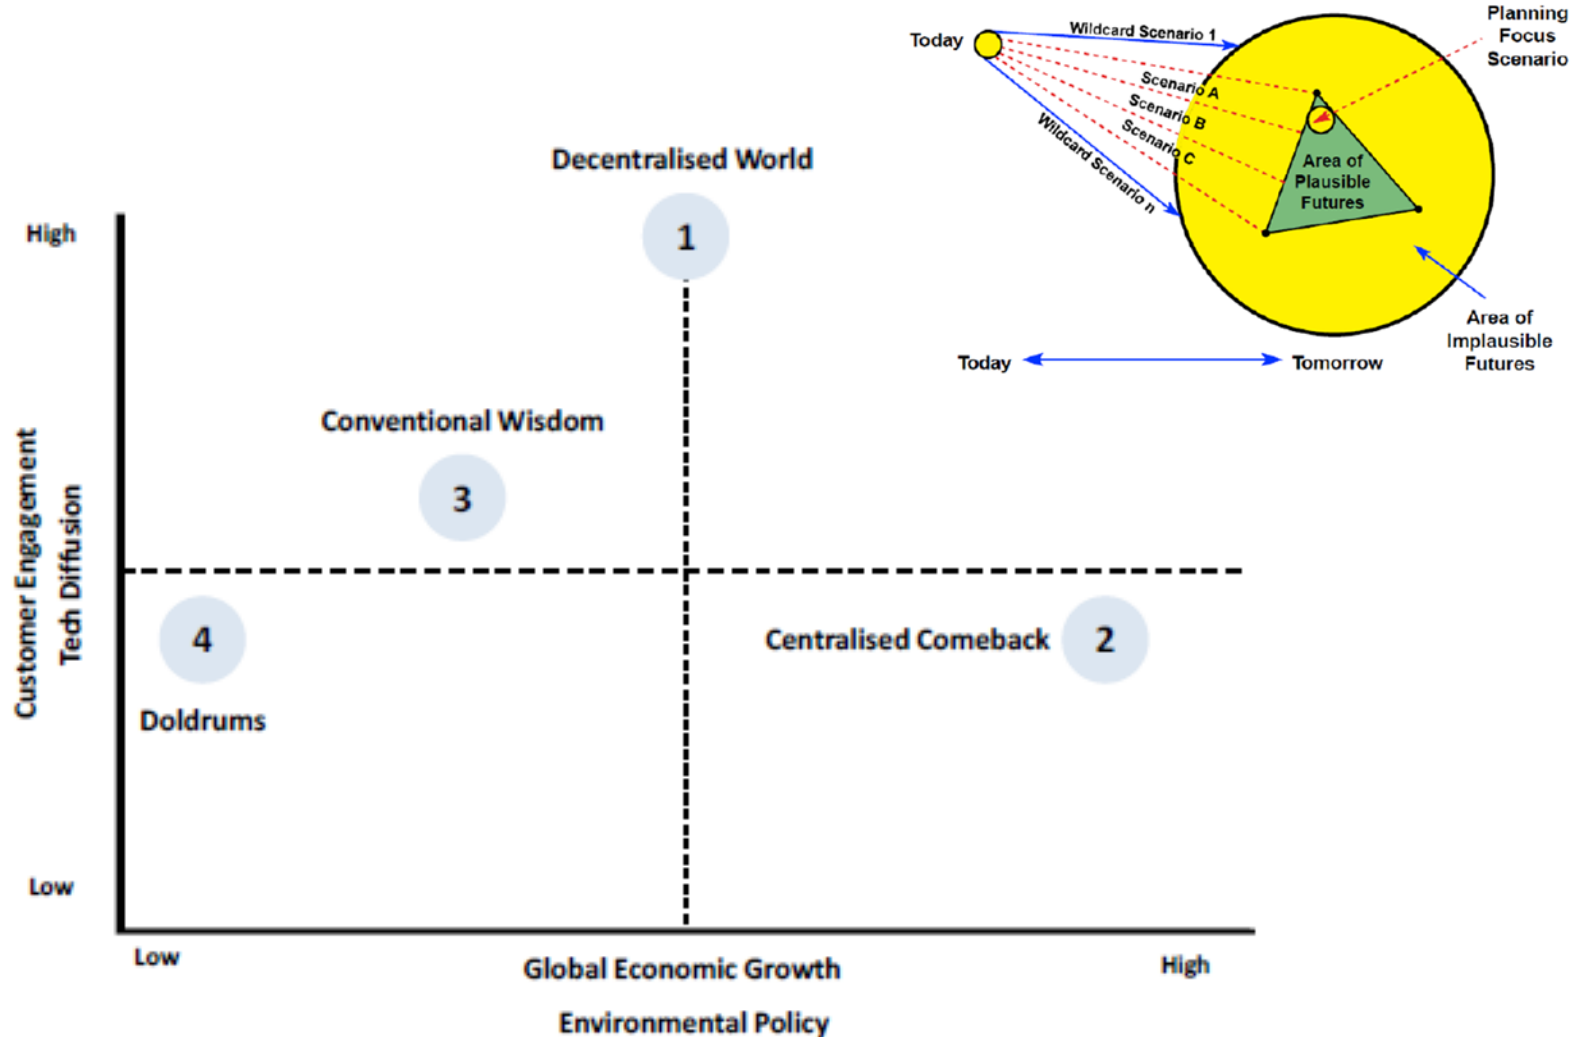 Planning
Focus
Scenario
Today
Wildcard Scenario 1
Scenario A
Scenario B
Scenario C
Wildcard Scenario n
Area of
Plausible
Futures
Area of
Implausible
Futures
Today
Tomorrow
Decentralised World
1
High
Conventional Wisdom
3
Customer Engagement
Tech Diffusion
4
Doldrums
Centralised Comeback
2
Low
Low
Global Economic Growth
High
Environmental Policy